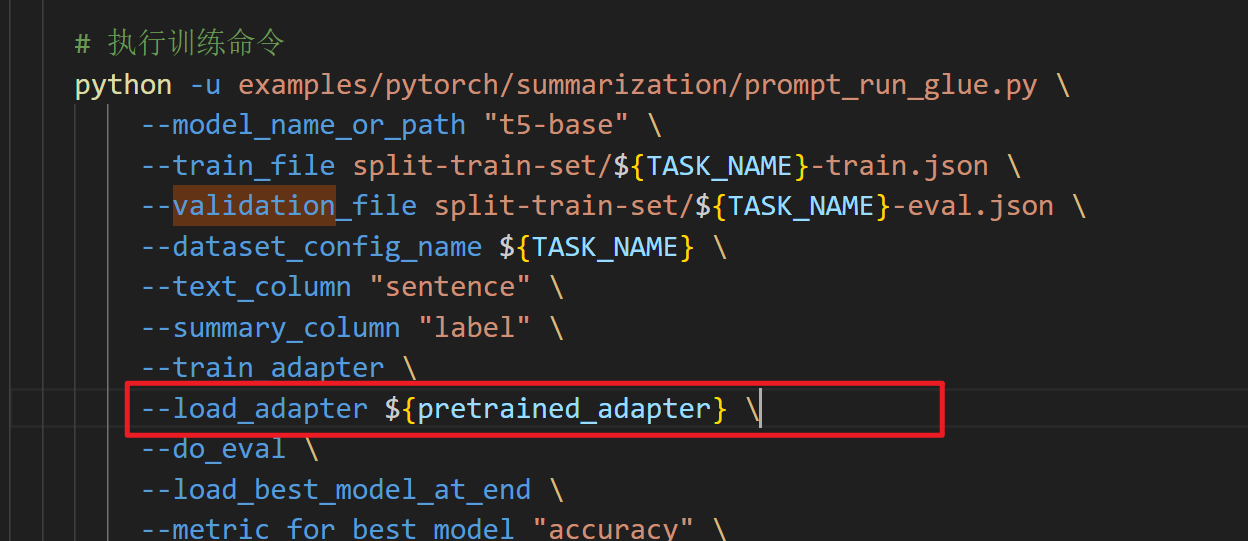 # 执行训练命令
python -u examples/pytorch/summarization/prompt_run_glue.py \
--model_name_or_path "t5-base" \
--train_file split-train-set/${TASK_NAME}-train.json \
--validation_file split-train-set/${TASK_NAME}-eval.json \
--dataset_config_name ${TASK_NAME} \
--text_column "sentence" \
--summary_column "label" \
--train_adapter \
--load_adapter ${pretrained_adapter} \
--do_eval \
--load_best_model_at_end \
--metric_for_best_model "accuracy" \